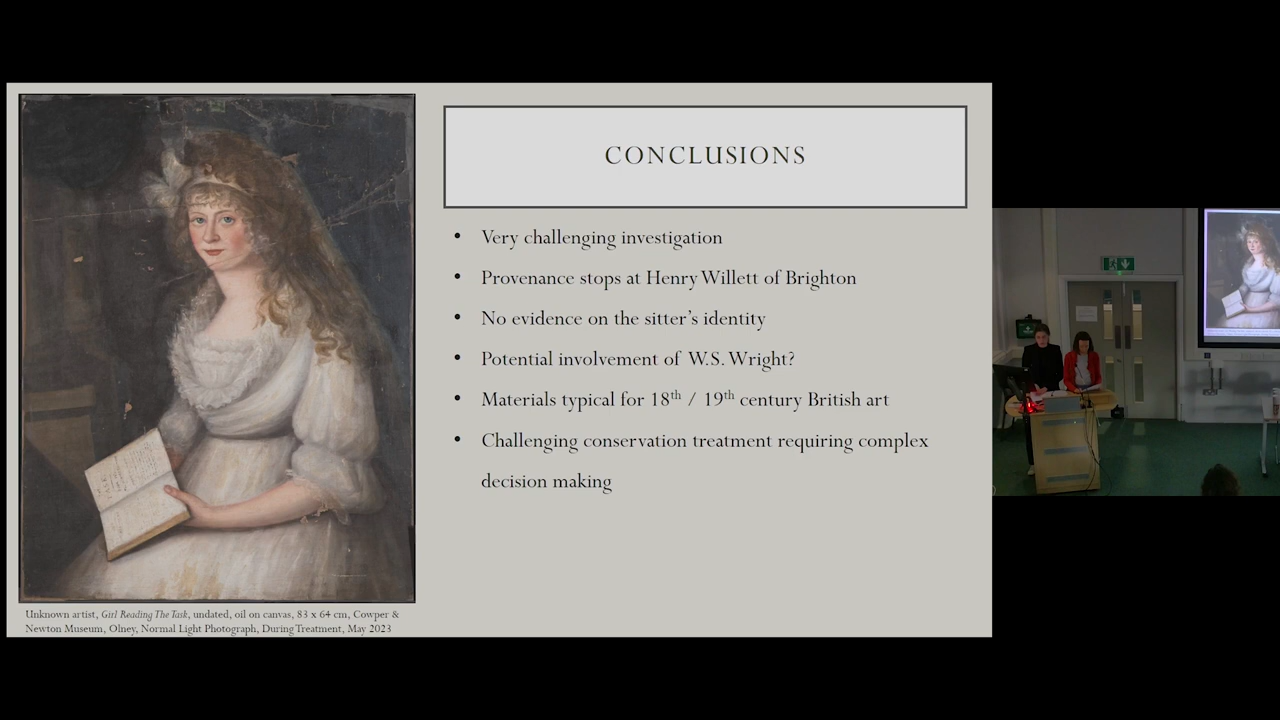 CONCLUSIONS
• Very challenging investigation
• Provenance stops at Henry Willett of Brighton
• No evidence on the sitter's identity
• Potential involvement of W.S. Wright?
• Materials typical for 18th / 19th century British art
• Challenging conservation treatment requiring complex
decision making
Unknown artist, Girl Reading The Task, undated, oil on canvas, 83 x 64 cm, Cowper &
Newton Museum, Olney, Normal Light Photograph, During Treatment, May 2023